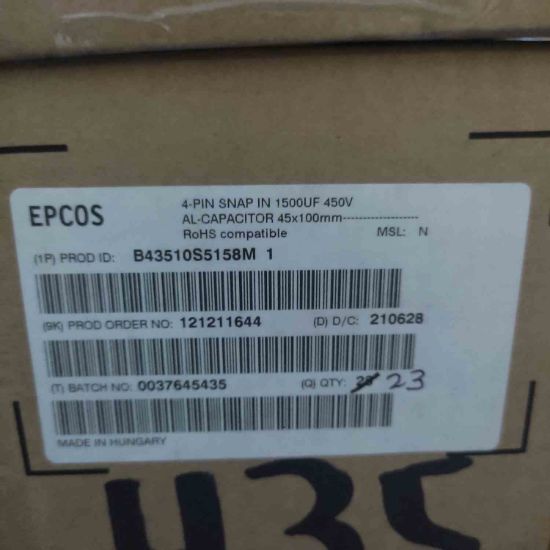 EPCOS
4-PIN SNAP IN 1500UF 450V
AL-CAPACITOR 45x100mm-------------------
RoHS compatible MSL: N
(1P) PROD ID: B43510S5158M 1
(9K) PROD ORDER NO: 121211644 (D) D/C: 210628
(T) BATCH NO: 0037645435 (Q) QTY: 23
MADE IN HUNGARY